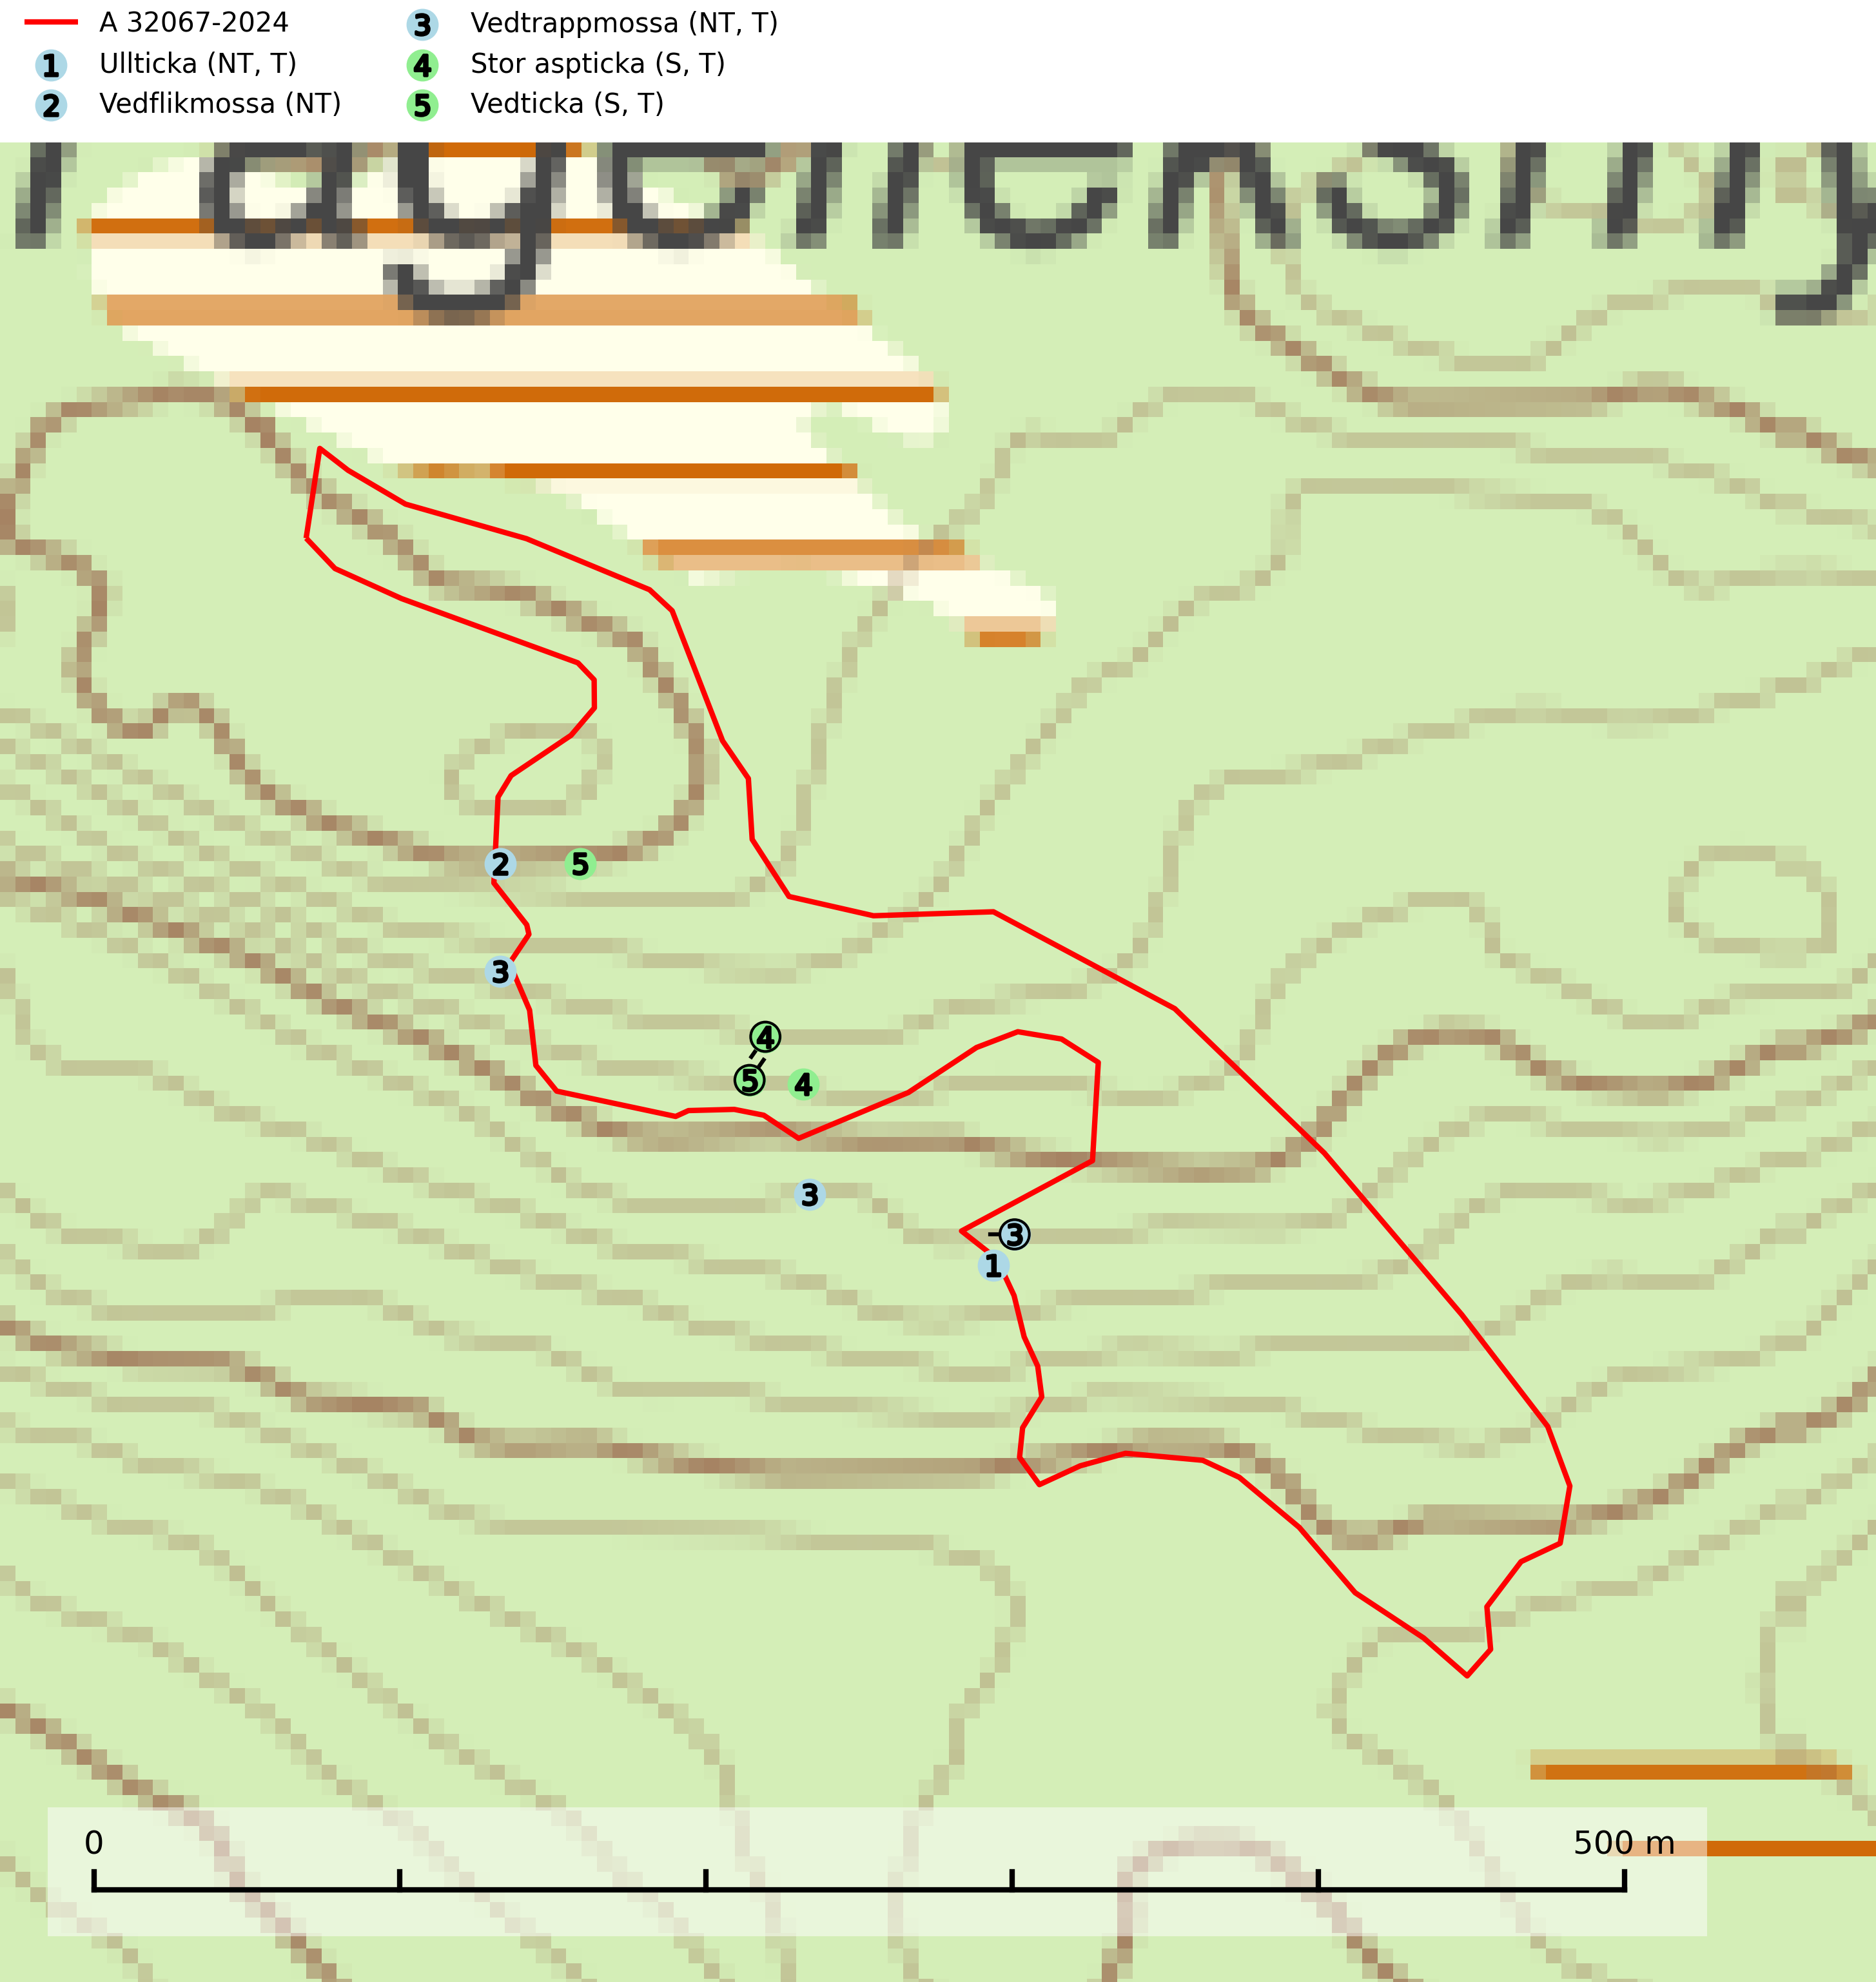 A 32067-2024
1 Ullticka (NT, T)
2 Vedflikmossa (NT)
3 Vedtrappmossa (NT, T)
4 Stor aspticka (S, T)
5 Vedticka (S, T)
2
5
3
4
5
4
3
3
1
0
500 m